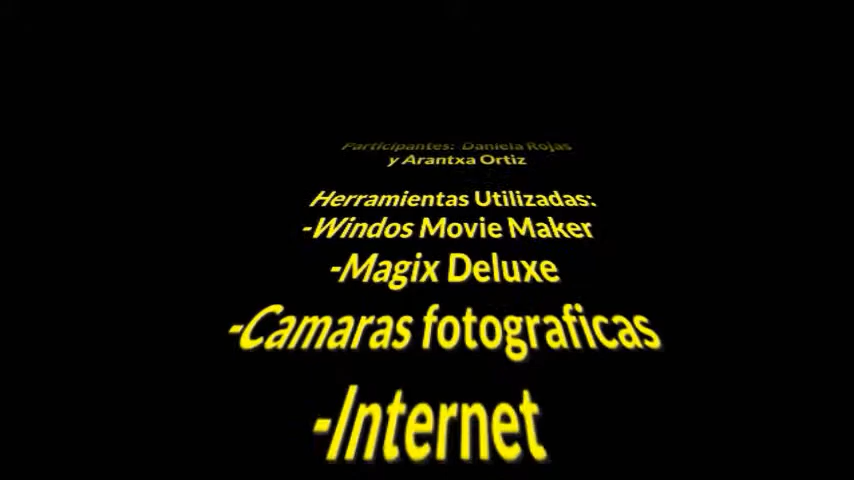 Participantes: Daniela Rojas
y Arantxa Ortiz
Herramientas Utilizadas:
-Windos Movie Maker
-Magix Deluxe
-Camaras fotograficas
-Internet